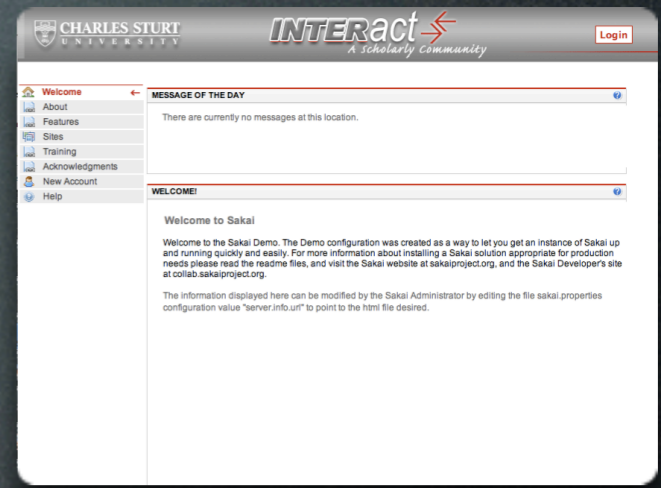 CHARLES STURT
UNIVERSITY
INTERact
A Scholarly Community
Login
Welcome
About
Features
Sites
Training
Acknowledgments
New Account
Help
MESSAGE OF THE DAY
There are currently no messages at this location.
WELCOME!
Welcome to Sakai
Welcome to the Sakai Demo. The Demo configuration was created as a way to let you get an instance of Sakai up
and running quickly and easily. For more information about installing a Sakai solution appropriate for production
needs please read the readme files, and visit the Sakai website at sakaiproject.org, and the Sakai Developer's site
at collab.sakaiproject.org.
The information displayed here can be modified by the Sakai Administrator by editing the file sakai.properties
configuration value "server.info.url" to point to the html file desired.